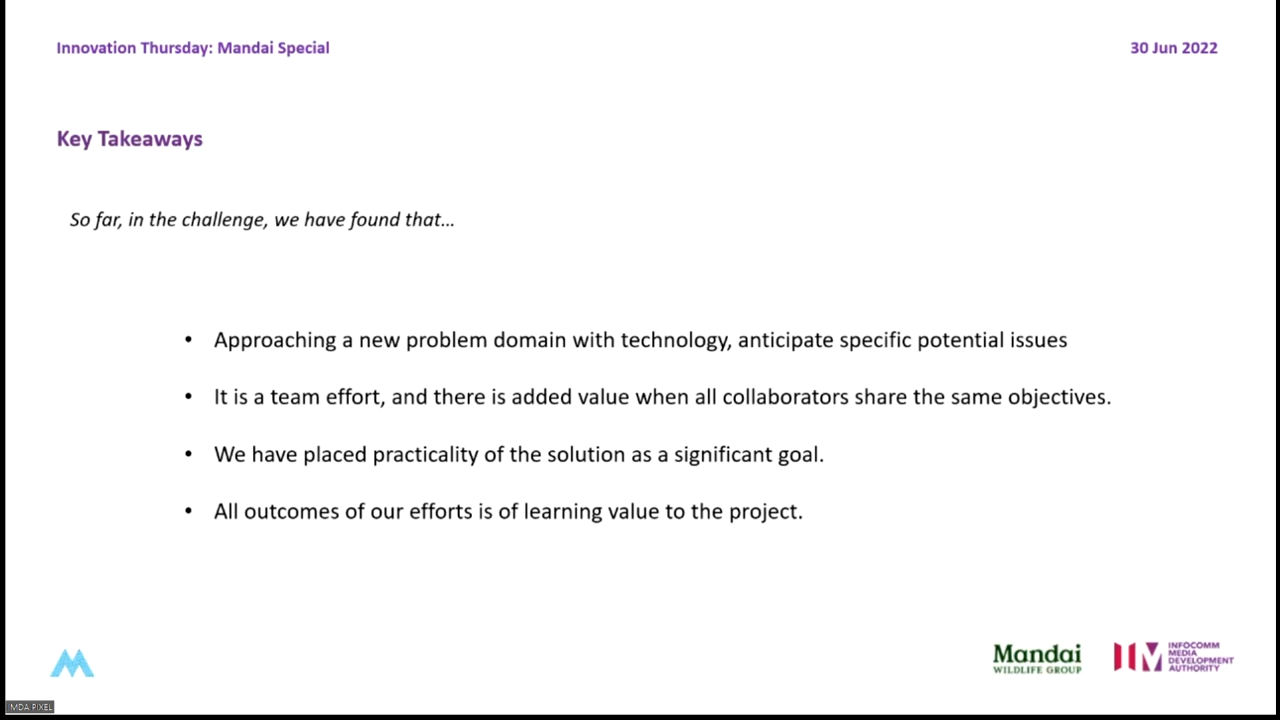 Innovation Thursday: Mandai Special
30 Jun 2022
Key Takeaways
So far, in the challenge, we have found that...
• Approaching a new problem domain with technology, anticipate specific potential issues
• It is a team effort, and there is added value when all collaborators share the same objectives.
• We have placed practicality of the solution as a significant goal.
• All outcomes of our efforts is of learning value to the project.
Mandai
WILDLIFE GROUP
INFOCOMM
MEDIA
DEVELOPMENT
AUTHORITY
IMDA PIXEL